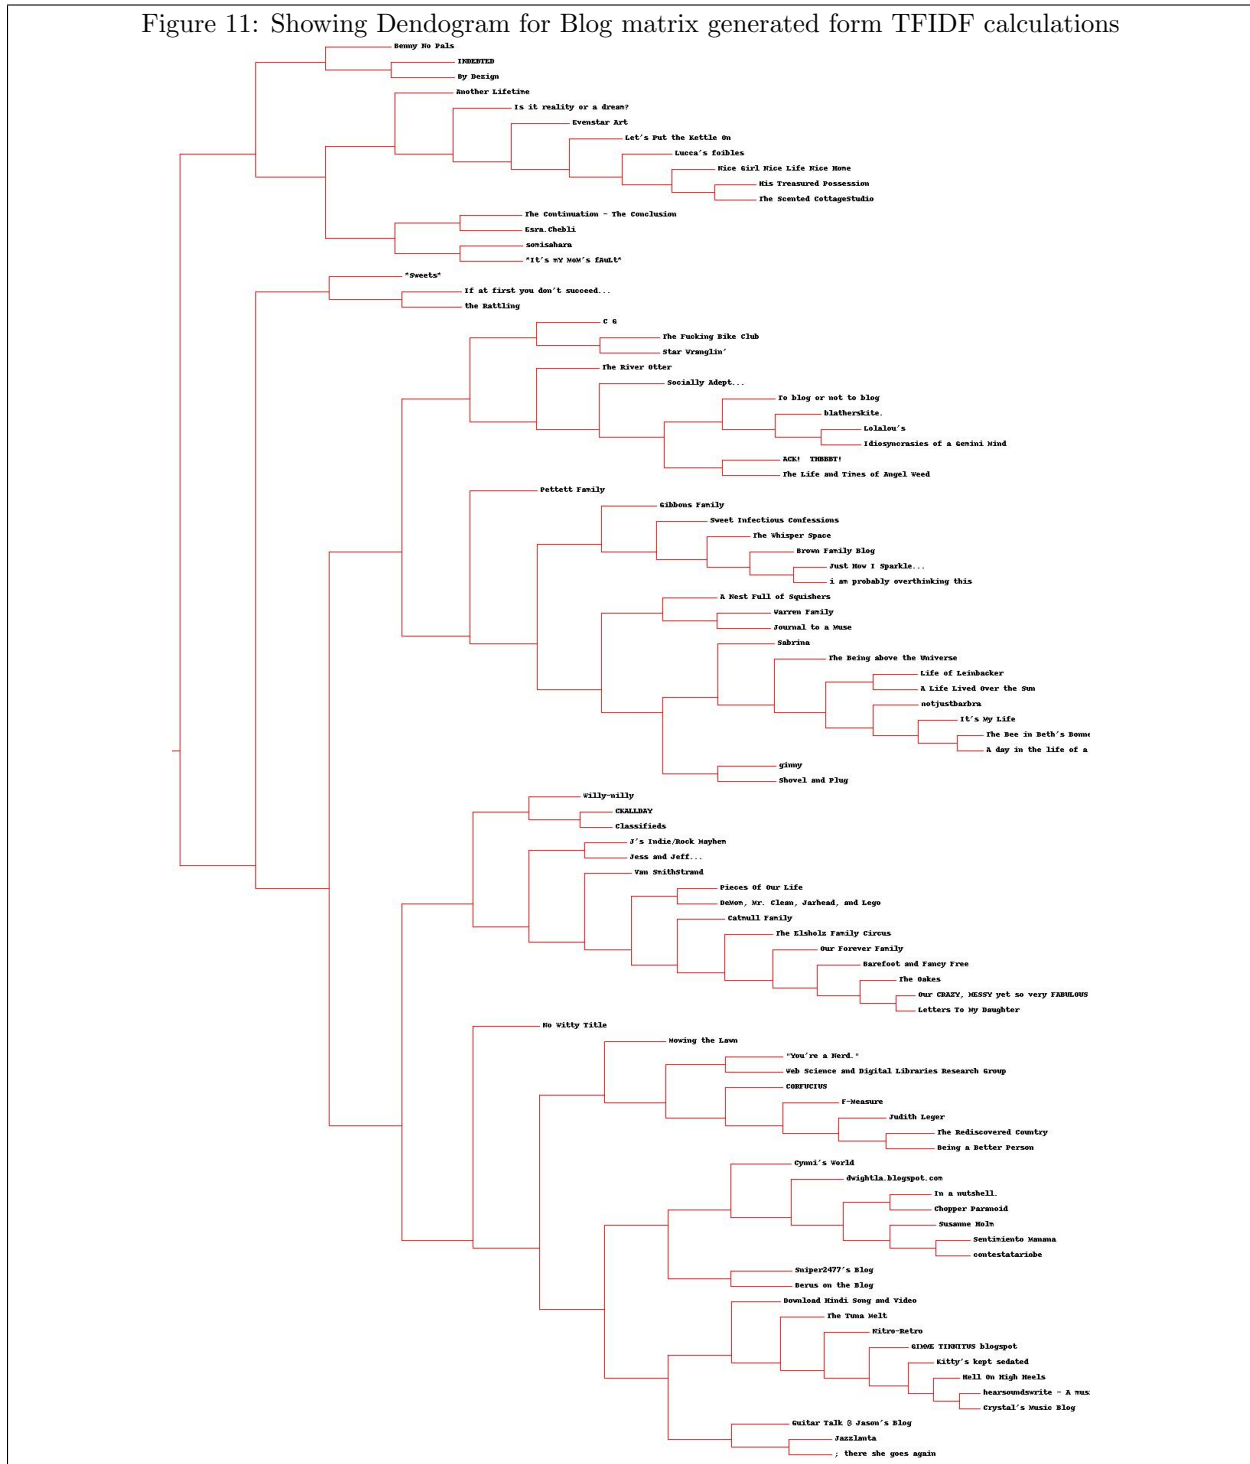 Figure 11: Showing Dendogram for Blog matrix generated form TFIDF calculations
Benny No Pals
INDEBTED
By Dezign
Another Lifetime
Is it reality or a dream?
Evenstar Art
Let's Put the Kettle On
Lucca's foibles
Nice Girl Nice Life Nice Home
His Treasured Possession
The Scented CottageStudio
The Continuation - The Conclusion
Esra.Chebli
somisahara
"It's mY MoM's fAuLt"
*Sweets*
If at first you don't succeed...
the Rattling
C G
The Fucking Bike Club
Star Wranglin'
The River Otter
Socially Adept...
To blog or not to blog
blatherskite.
Lolalou's
Idiosyncrasies of a Gemini Mind
ACK! THBBBT!
The Life and Times of Angel Weed
Pettett Family
Gibbons Family
Sweet Infectious Confessions
The Whisper Space
Brown Family Blog
Just How I Sparkle...
i am probably overthinking this
A Nest Full of Squishers
Warren Family
Journal to a Muse
Sabrina
The Being above the Universe
Life of Leinbacker
A Life Lived Over the Sun
notjustbarbra
It's My Life
The Bee in Beth's Bonne
A day in the life of a
ginny
Shovel and Plug
Willy-nilly
CKALLDAY
Classifieds
J's Indie/Rock Mayhem
Jess and Jeff...
Van SmithStrand
Pieces Of Our Life
DeMom, Mr. Clean, Jarhead, and Lego
Catmull Family
The Elsholz Family Circus
Our Forever Family
Barefoot and Fancy Free
The Oakes
Our CRAZY, MESSY yet so very FABULOUS
Letters To My Daughter
No Witty Title
Mowing the Lawn
"You're a Nerd."
Web Science and Digital Libraries Research Group
CORFUCIUS
F-Measure
Judith Leger
The Rediscovered Country
Being a Better Person
Cynni's World
dwightla.blogspot.com
In a nutshell.
Chopper Paranoid
Susanne Holm
Sentimiento Manana
contestatariobe
Sniper2477's Blog
Berus on the Blog
Download Hindi Song and Video
The Tuna Melt
Nitro-Retro
GIMME TINNITUS blogspot
Kitty's kept sedated
Hell On High Heels
hearsoundswrite - A mus
Crystal's Music Blog
Guitar Talk @ Jason's Blog
Jazzlanta
; there she goes again